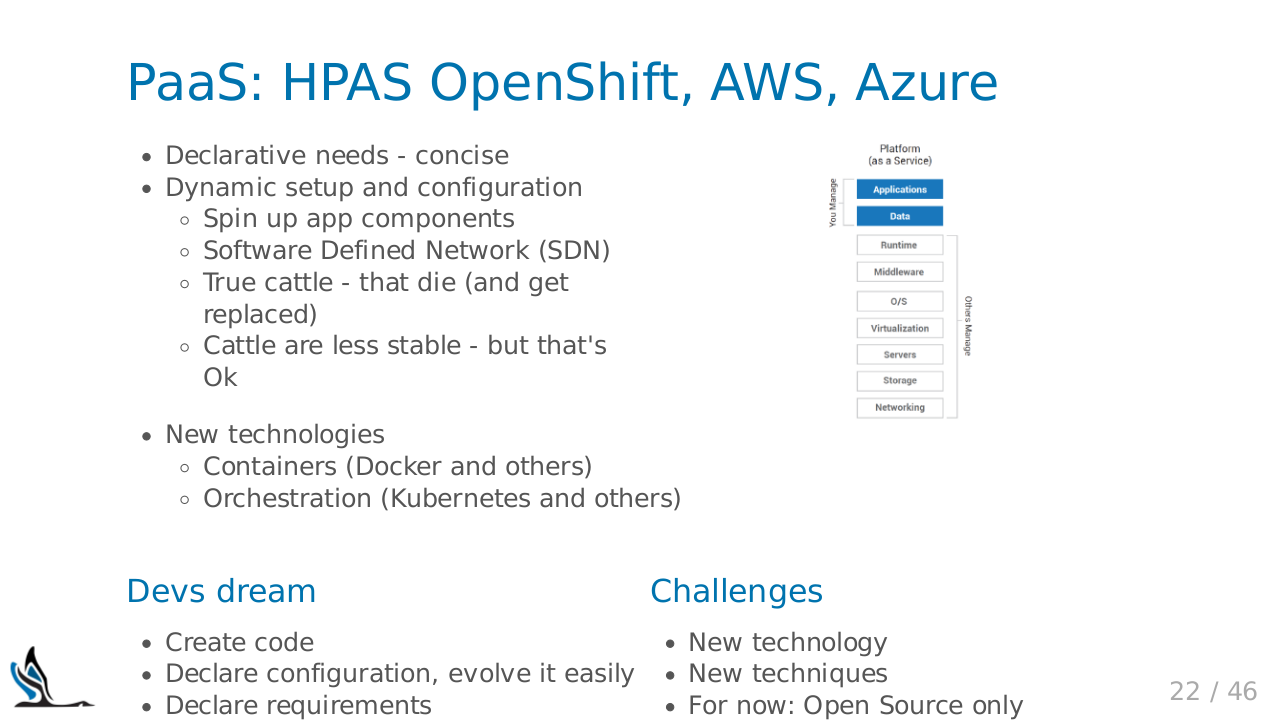 PaaS: HPAS OpenShift, AWS, Azure
• Declarative needs - concise
• Dynamic setup and configuration
◦ Spin up app components
◦ Software Defined Network (SDN)
◦ True cattle - that die (and get
replaced)
◦ Cattle are less stable - but that's
Ok
• New technologies
◦ Containers (Docker and others)
◦ Orchestration (Kubernetes and others)
Platform
(as a Service)
You Manage
Applications
Data
Runtime
Middleware
O/S
Virtualization
Servers
Storage
Networking
Others Manage
Devs dream
• Create code
• Declare configuration, evolve it easily
• Declare requirements
Challenges
• New technology
• New techniques
• For now: Open Source only
22 / 46